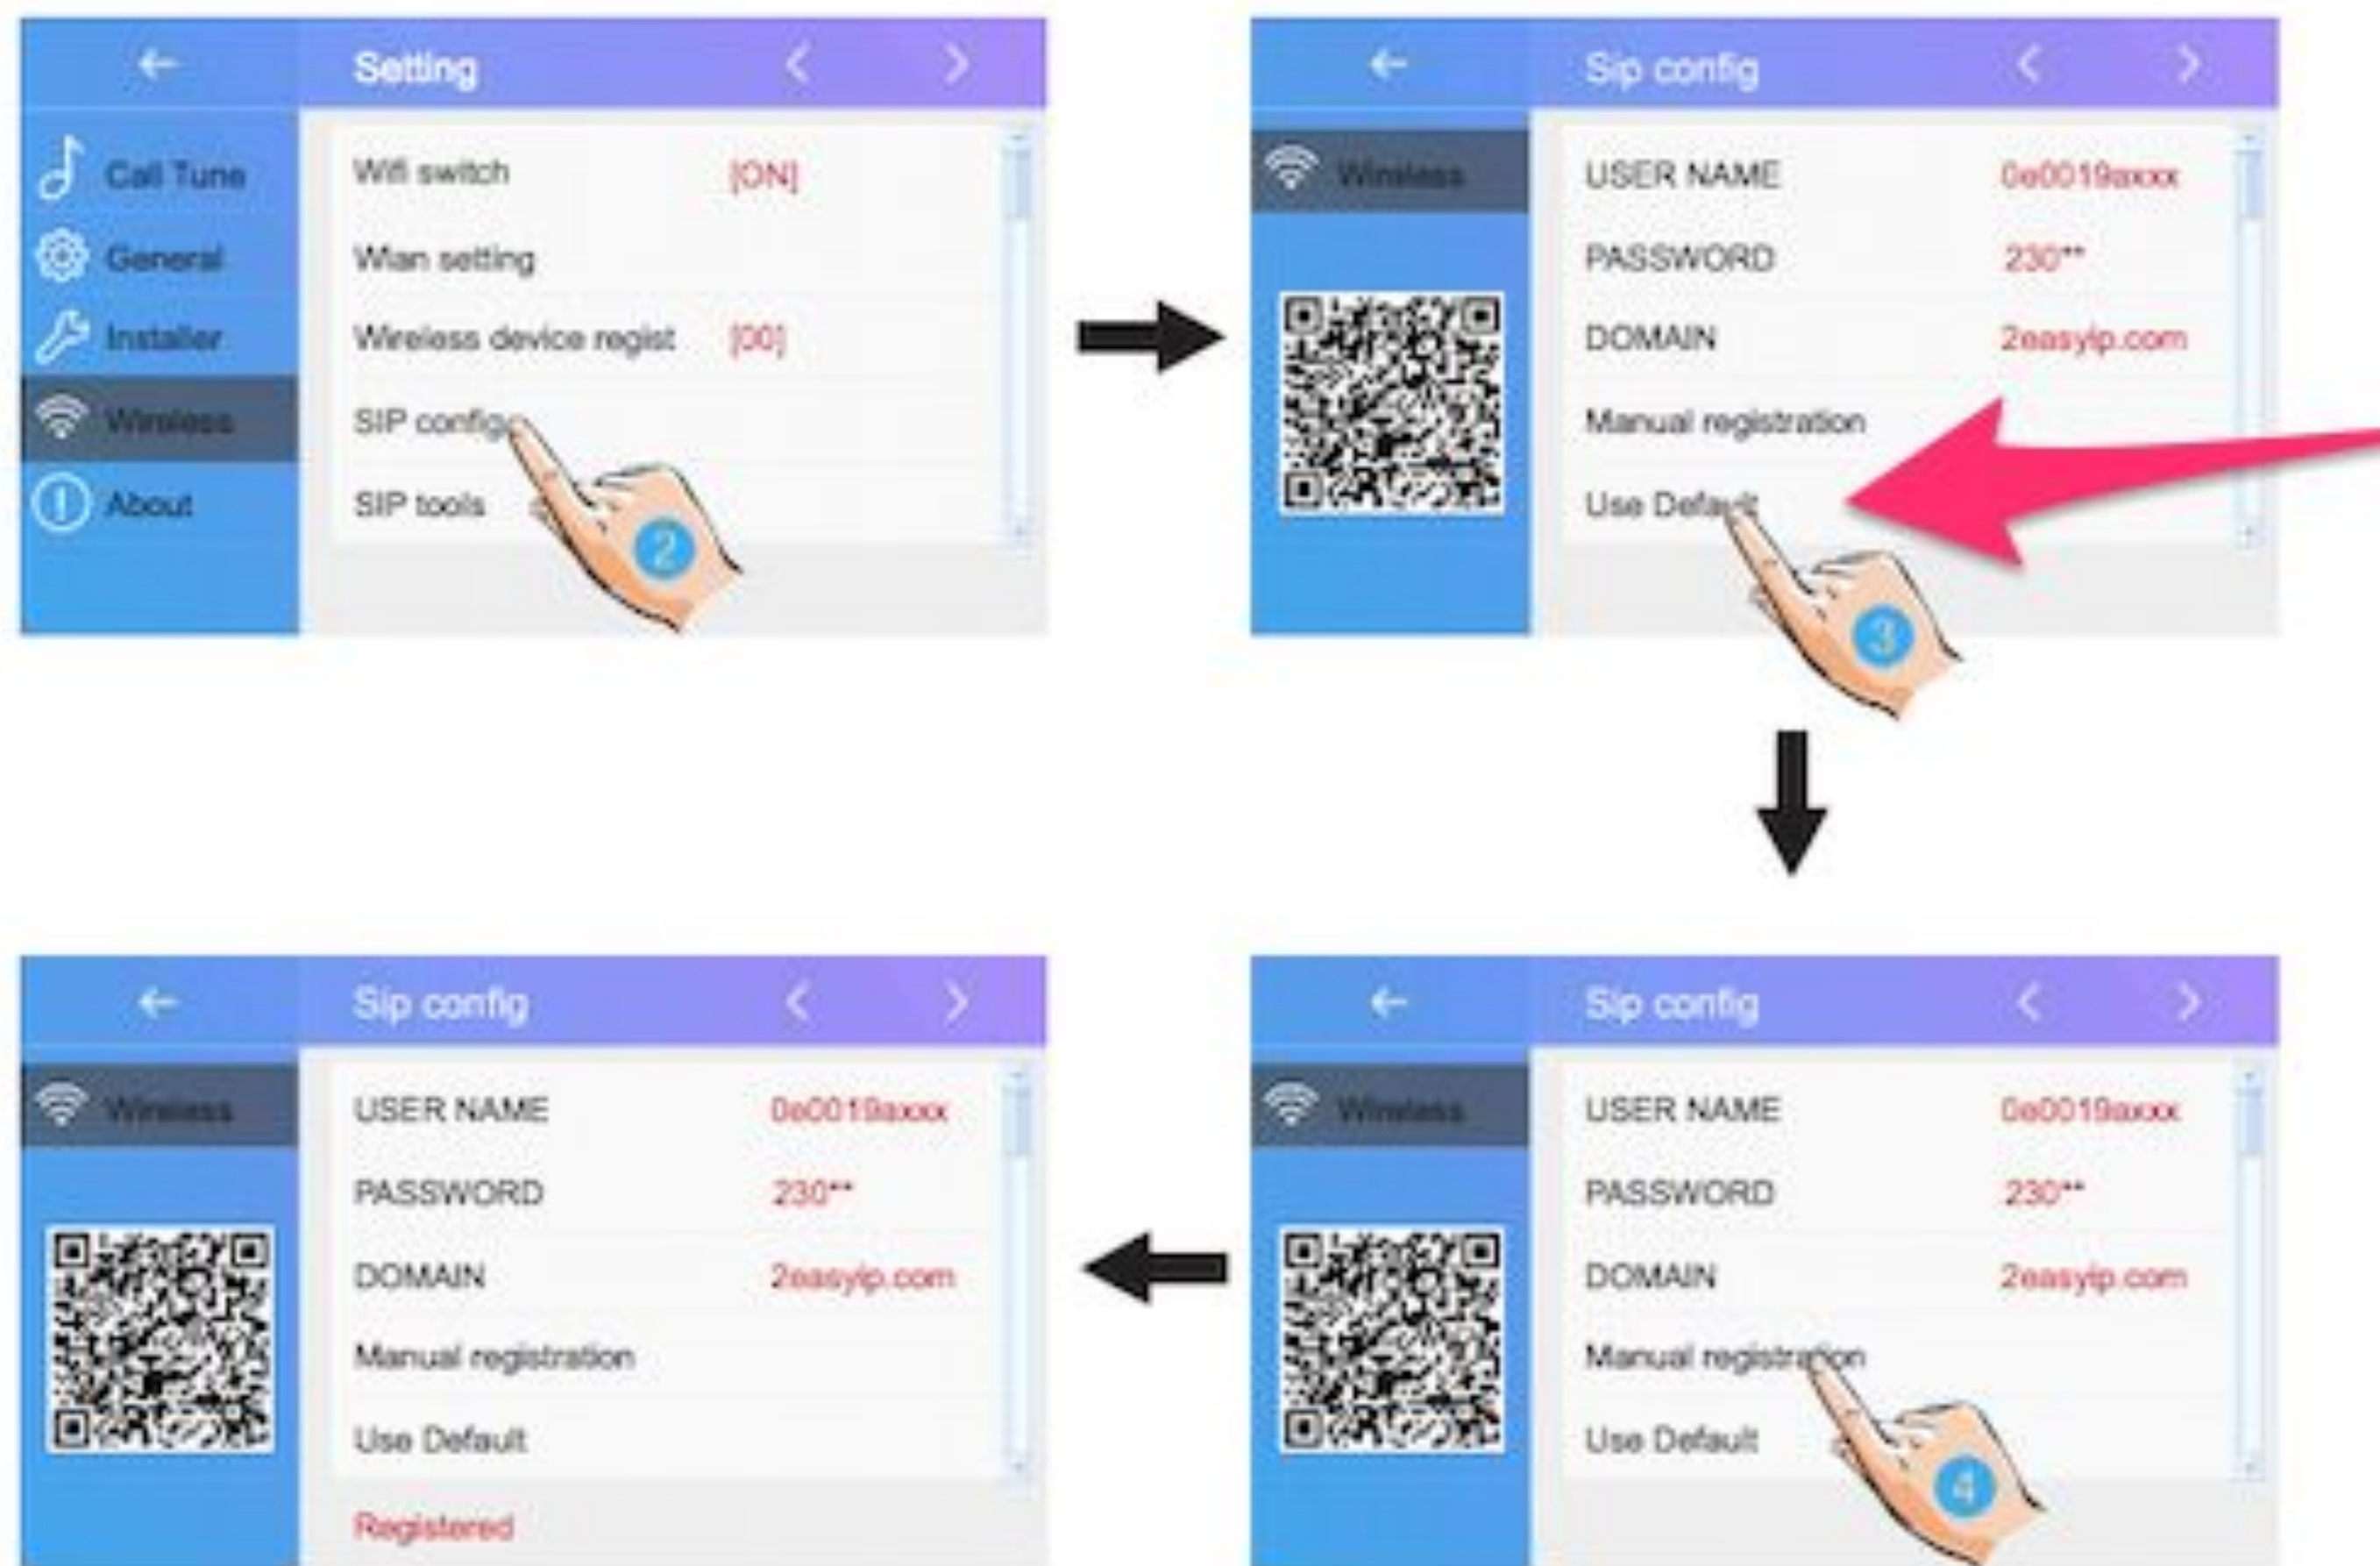 Setting
Call Tune
General
Installer
Wireless
About
Wifi switch [ON]
Wlan setting
Wireless device regist [00]
SIP config
SIP tools
2
Sip config
Wireless
USER NAME 0e0019axxx
PASSWORD 230**
DOMAIN 2easyip.com
Manual registration
Use Default
3
Sip config
Wireless
USER NAME 0e0019axxx
PASSWORD 230**
DOMAIN 2easyip.com
Manual registration
Use Default
Registered
Sip config
Wireless
USER NAME 0e0019axxx
PASSWORD 230**
DOMAIN 2easyip.com
Manual registration
Use Default
4